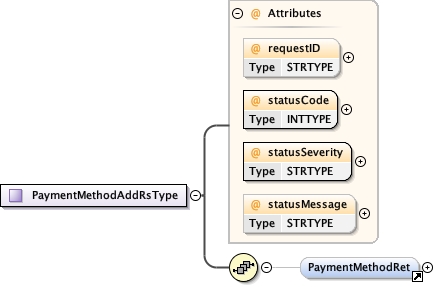 @ Attributes
@ requestID
Type STRTYPE
@ statusCode
Type INTTYPE
@ statusSeverity
Type STRTYPE
PaymentMethodAddRsType
@ statusMessage
Type STRTYPE
PaymentMethodRet